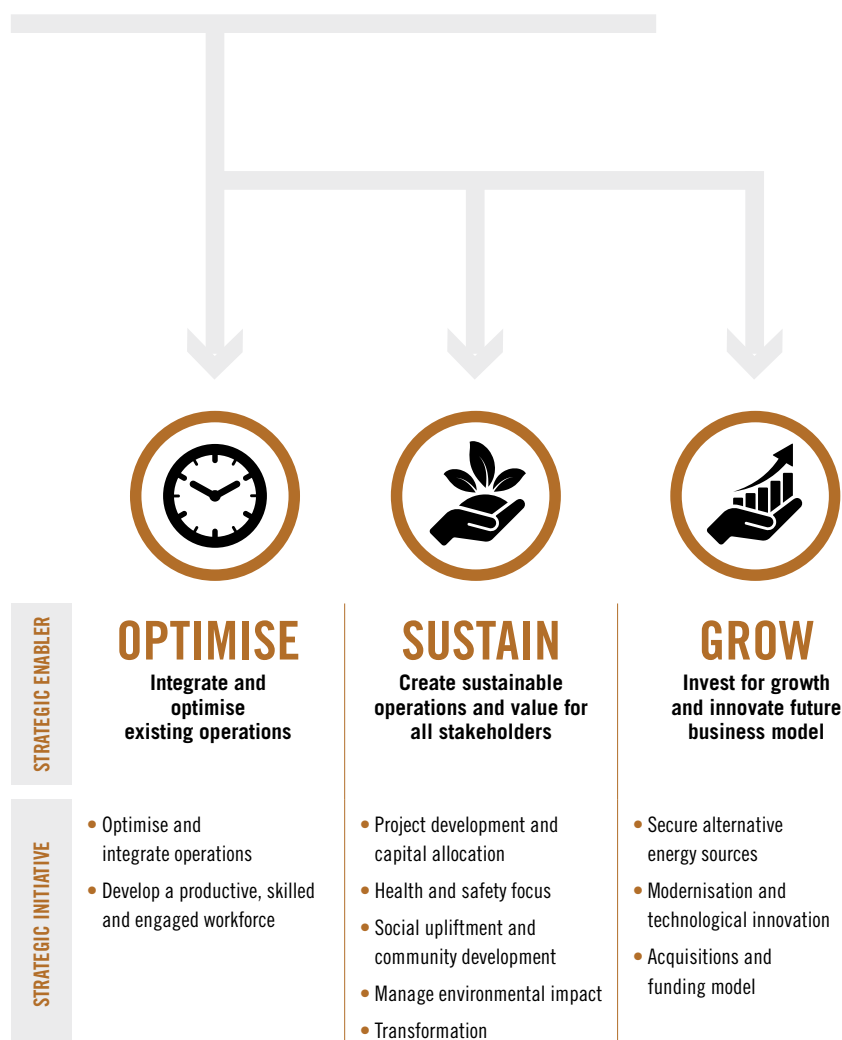 STRATEGIC ENABLER
OPTIMISE
Integrate and
optimise
existing operations
SUSTAIN
Create sustainable
operations and value for
all stakeholders
GROW
Invest for growth
and innovate future
business model
STRATEGIC INITIATIVE
• Optimise and
integrate operations
• Develop a productive, skilled
and engaged workforce
• Project development and
capital allocation
• Health and safety focus
• Social upliftment and
community development
• Manage environmental impact
• Transformation
• Secure alternative
energy sources
• Modernisation and
technological innovation
• Acquisitions and
funding model